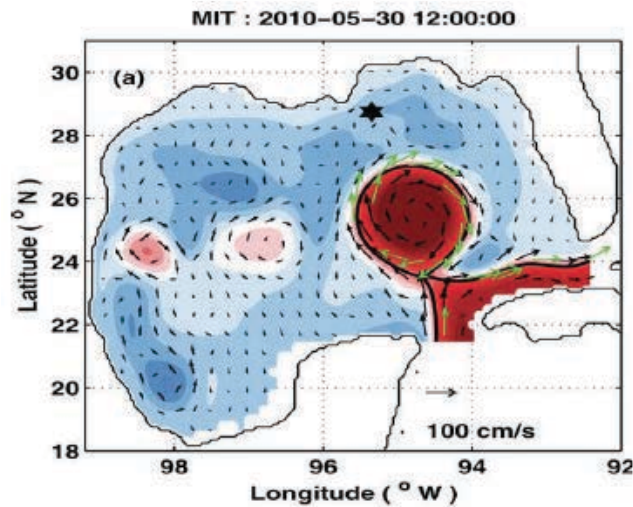 MIT : 2010-05-30 12:00:00
(a)
30
28
26
24
22
20
18
Latitude ( ° N )
100 cm/s
98
96
94
92
Longitude ( ° W )